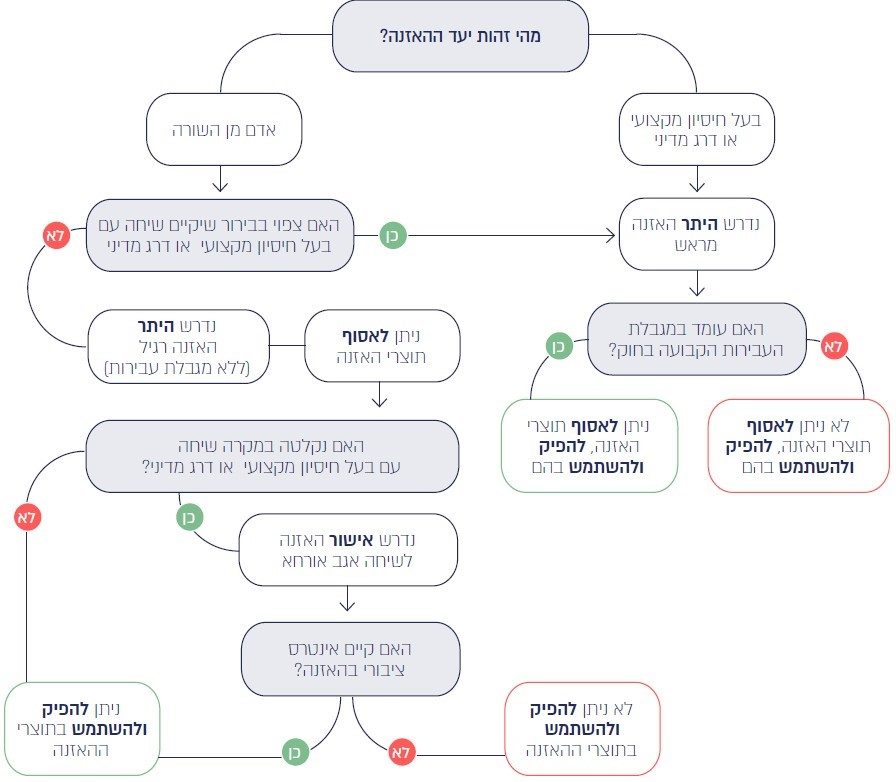 מהי זהות יעד ההאזנה?
בעל חיסיון מקצועי
או דרג מדיני
אדם מן השורה
נדרש היתר האזנה
מראש
כן
האם צפוי בבירור שיקיים שיחה עם
בעל חיסיון מקצועי או דרג מדיני
לא
האם עומד במגבלת
העבירות הקבועה בחוק?
לא
כן
נדרש היתר
האזנה רגיל
(ללא מגבלת עבירות)
ניתן לאסוף
תוצרי האזנה
לא ניתן לאסוף
תוצרי האזנה, להפיק
ולהשתמש בהם
ניתן לאסוף תוצרי
האזנה, להפיק
ולהשתמש בהם
האם נקלטה במקרה שיחה
עם בעל חיסיון מקצועי או דרג מדיני?
כן
לא
נדרש אישור האזנה
לשיחה אגב אורחא
האם קיים אינטרס
ציבורי בהאזנה?
לא ניתן להפיק
ולהשתמש
בתוצרי ההאזנה
לא
כן
ניתן להפיק
ולהשתמש בתוצרי
ההאזנה